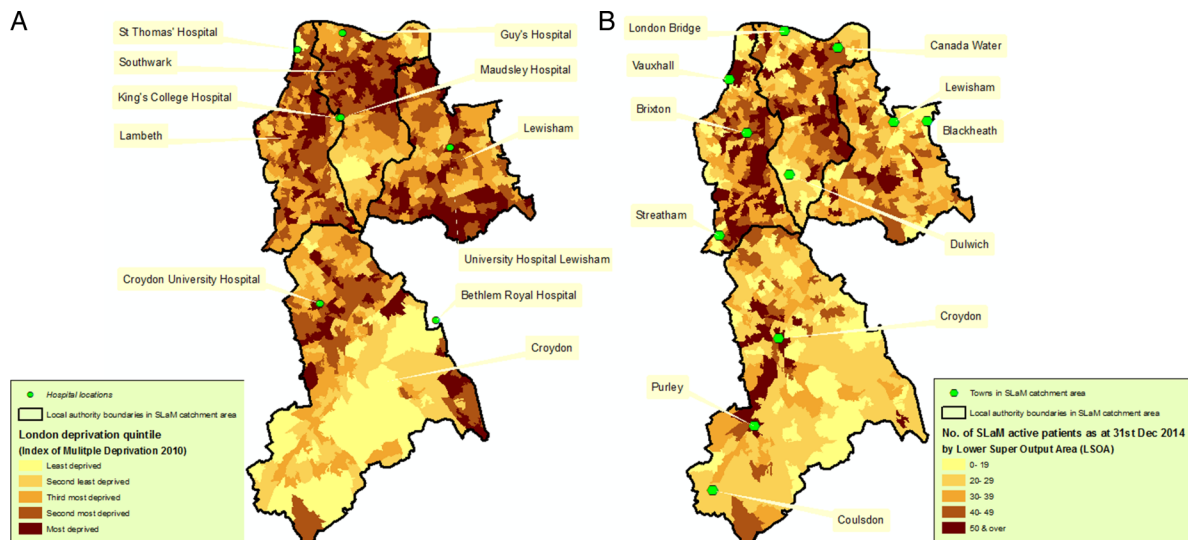 A
St Thomas' Hospital
Southwark
King's College Hospital
Lambeth
Guy's Hospital
Maudsley Hospital
Lewisham
University Hospital Lewisham
Croydon University Hospital
Bethlem Royal Hospital
Croydon
Hospital locations
Local authority boundaries in SLaM catchment area
London deprivation quintile
(Index of Mulitple Deprivation 2010)
Least deprived
Second least deprived
Third most deprived
Second most deprived
Most deprived
B
London Bridge
Vauxhall
Brixton
Streatham
Canada Water
Lewisham
Blackheath
Dulwich
Croydon
Purley
Coulsdon
Towns in SLaM catchment area
Local authority boundaries in SLaM catchment area
No. of SLaM active patients as at 31st Dec 2014
by Lower Super Output Area (LSOA)
0- 19
20- 29
30- 39
40- 49
50 & over